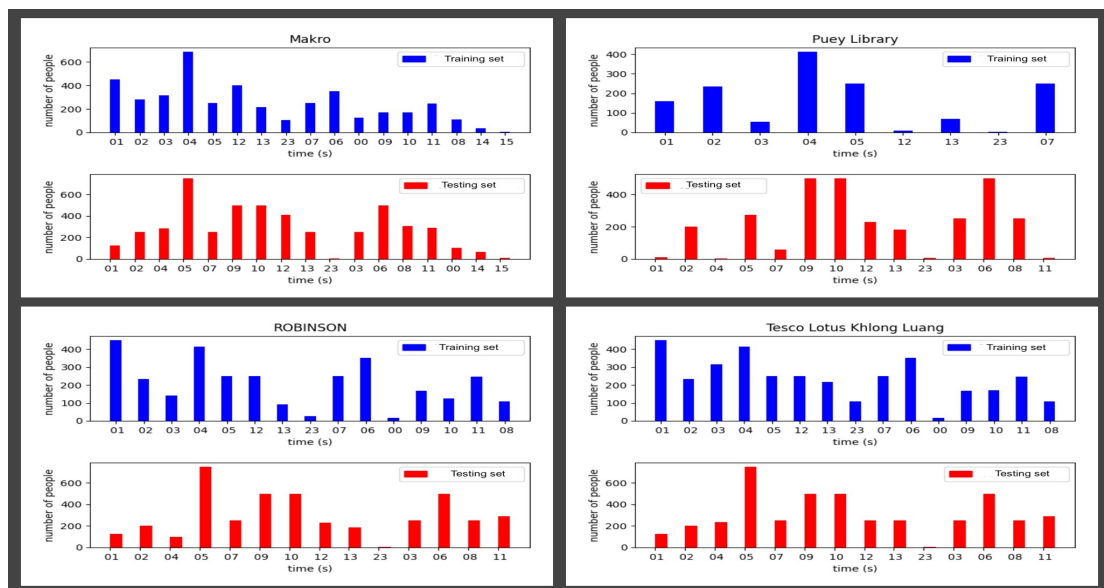 Makro
number of people
600
400
200
0
Training set
01 02 03 04 05 12 13 23 07 06 00 09 10 11 08 14 15
time (s)
number of people
600
400
200
0
Testing set
01 02 04 05 07 09 10 12 13 23 03 06 08 11 00 14 15
time (s)
Puey Library
number of people
400
300
200
100
0
Training set
01 02 03 04 05 12 13 23 07
time (s)
number of people
400
200
0
Testing set
01 02 04 05 07 09 10 12 13 23 03 06 08 11
time (s)
ROBINSON
number of people
400
300
200
100
0
Training set
01 02 03 04 05 12 13 23 07 06 00 09 10 11 08
time (s)
number of people
600
400
200
0
Testing set
01 02 04 05 07 09 10 12 13 23 03 06 08 11
time (s)
Tesco Lotus Khlong Luang
number of people
400
300
200
100
0
Training set
01 02 03 04 05 12 13 23 07 06 00 09 10 11 08
time (s)
number of people
600
400
200
0
Testing set
01 02 04 05 07 09 10 12 13 23 03 06 08 11
time (s)